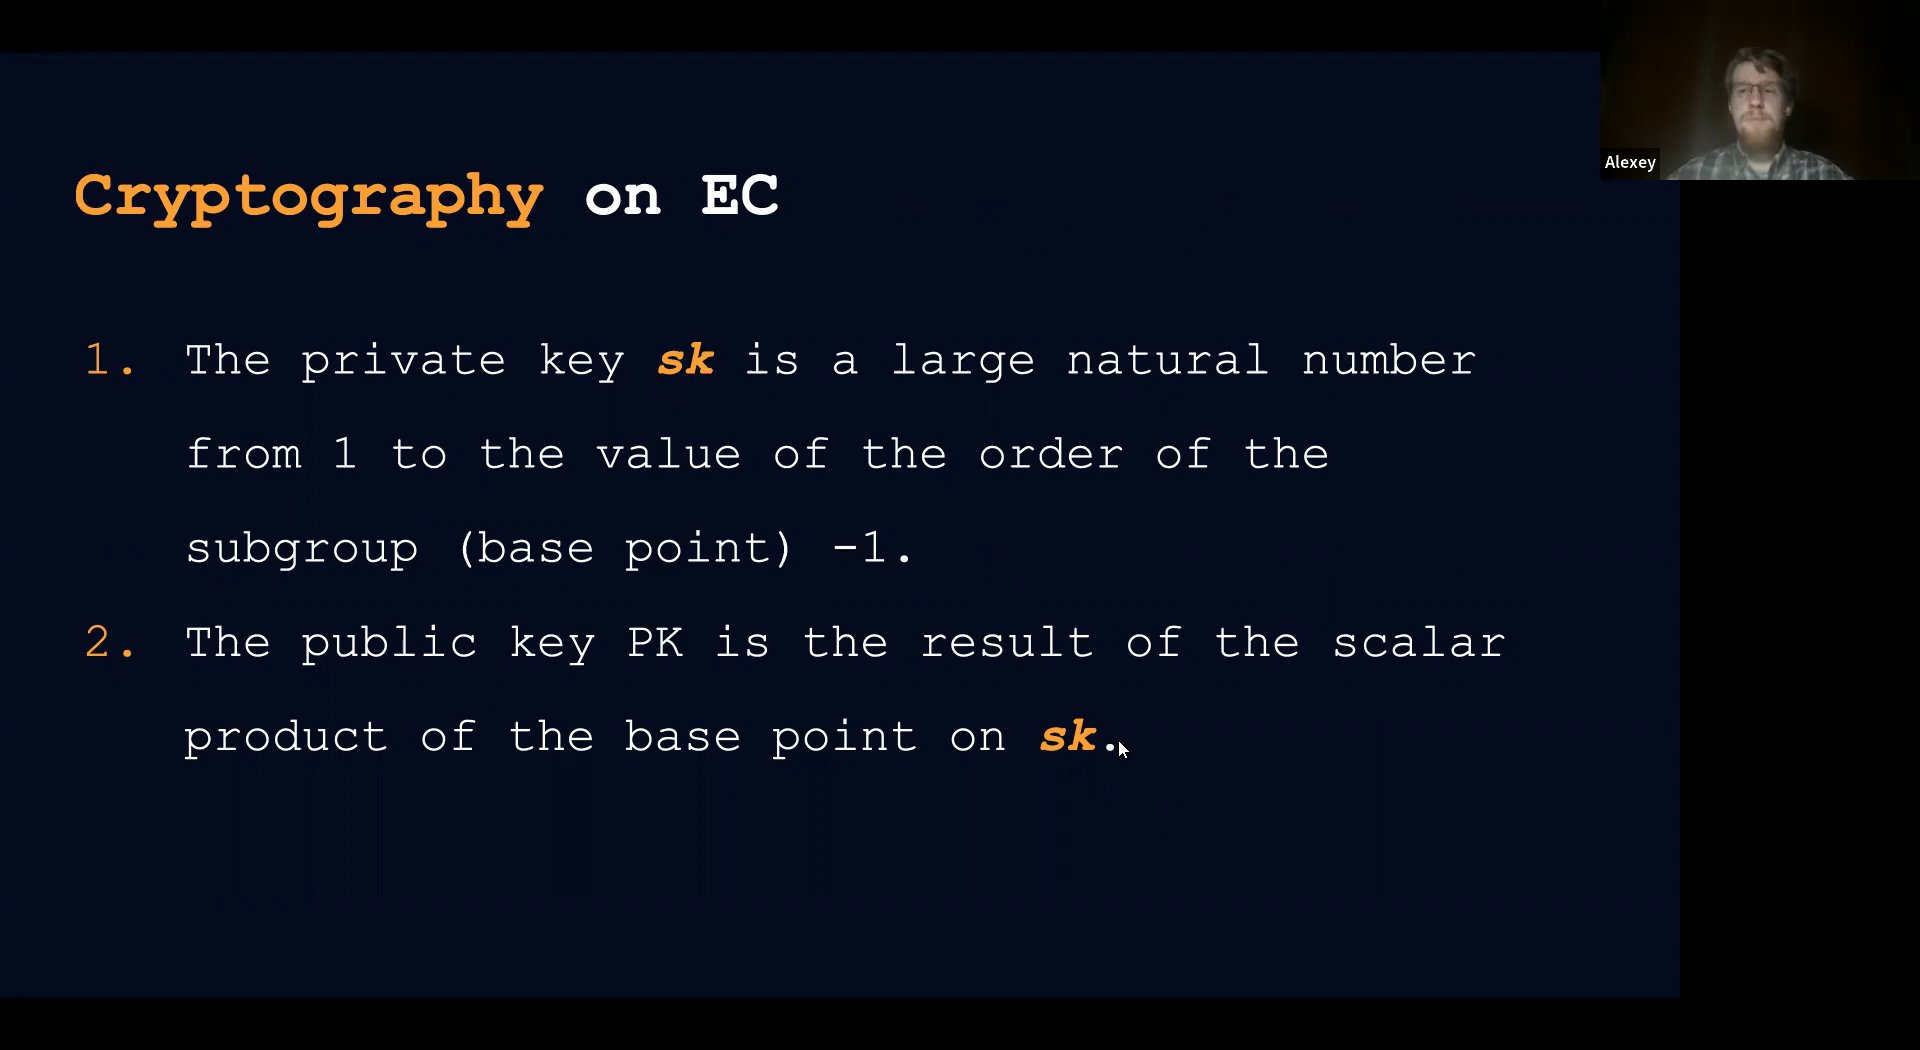 Alexey
Cryptography on EC
1. The private key sk is a large natural number
from 1 to the value of the order of the
subgroup (base point) -1.
2. The public key PK is the result of the scalar
product of the base point on sk.